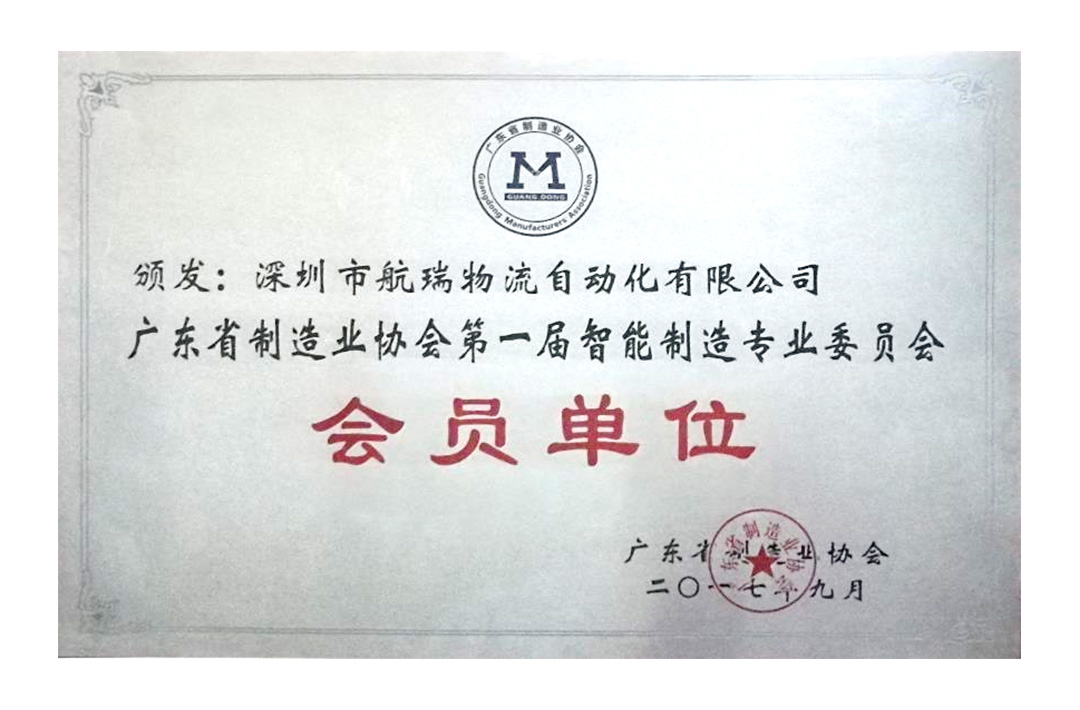 广东省制造业协会
M
GUANG DONG
Guangdong Manufacturers Association
颁发：深圳市航瑞物流自动化有限公司
广东省制造业协会第一届智能制造专业委员会
会员单位
广东省制造业协会
二〇一七年九月